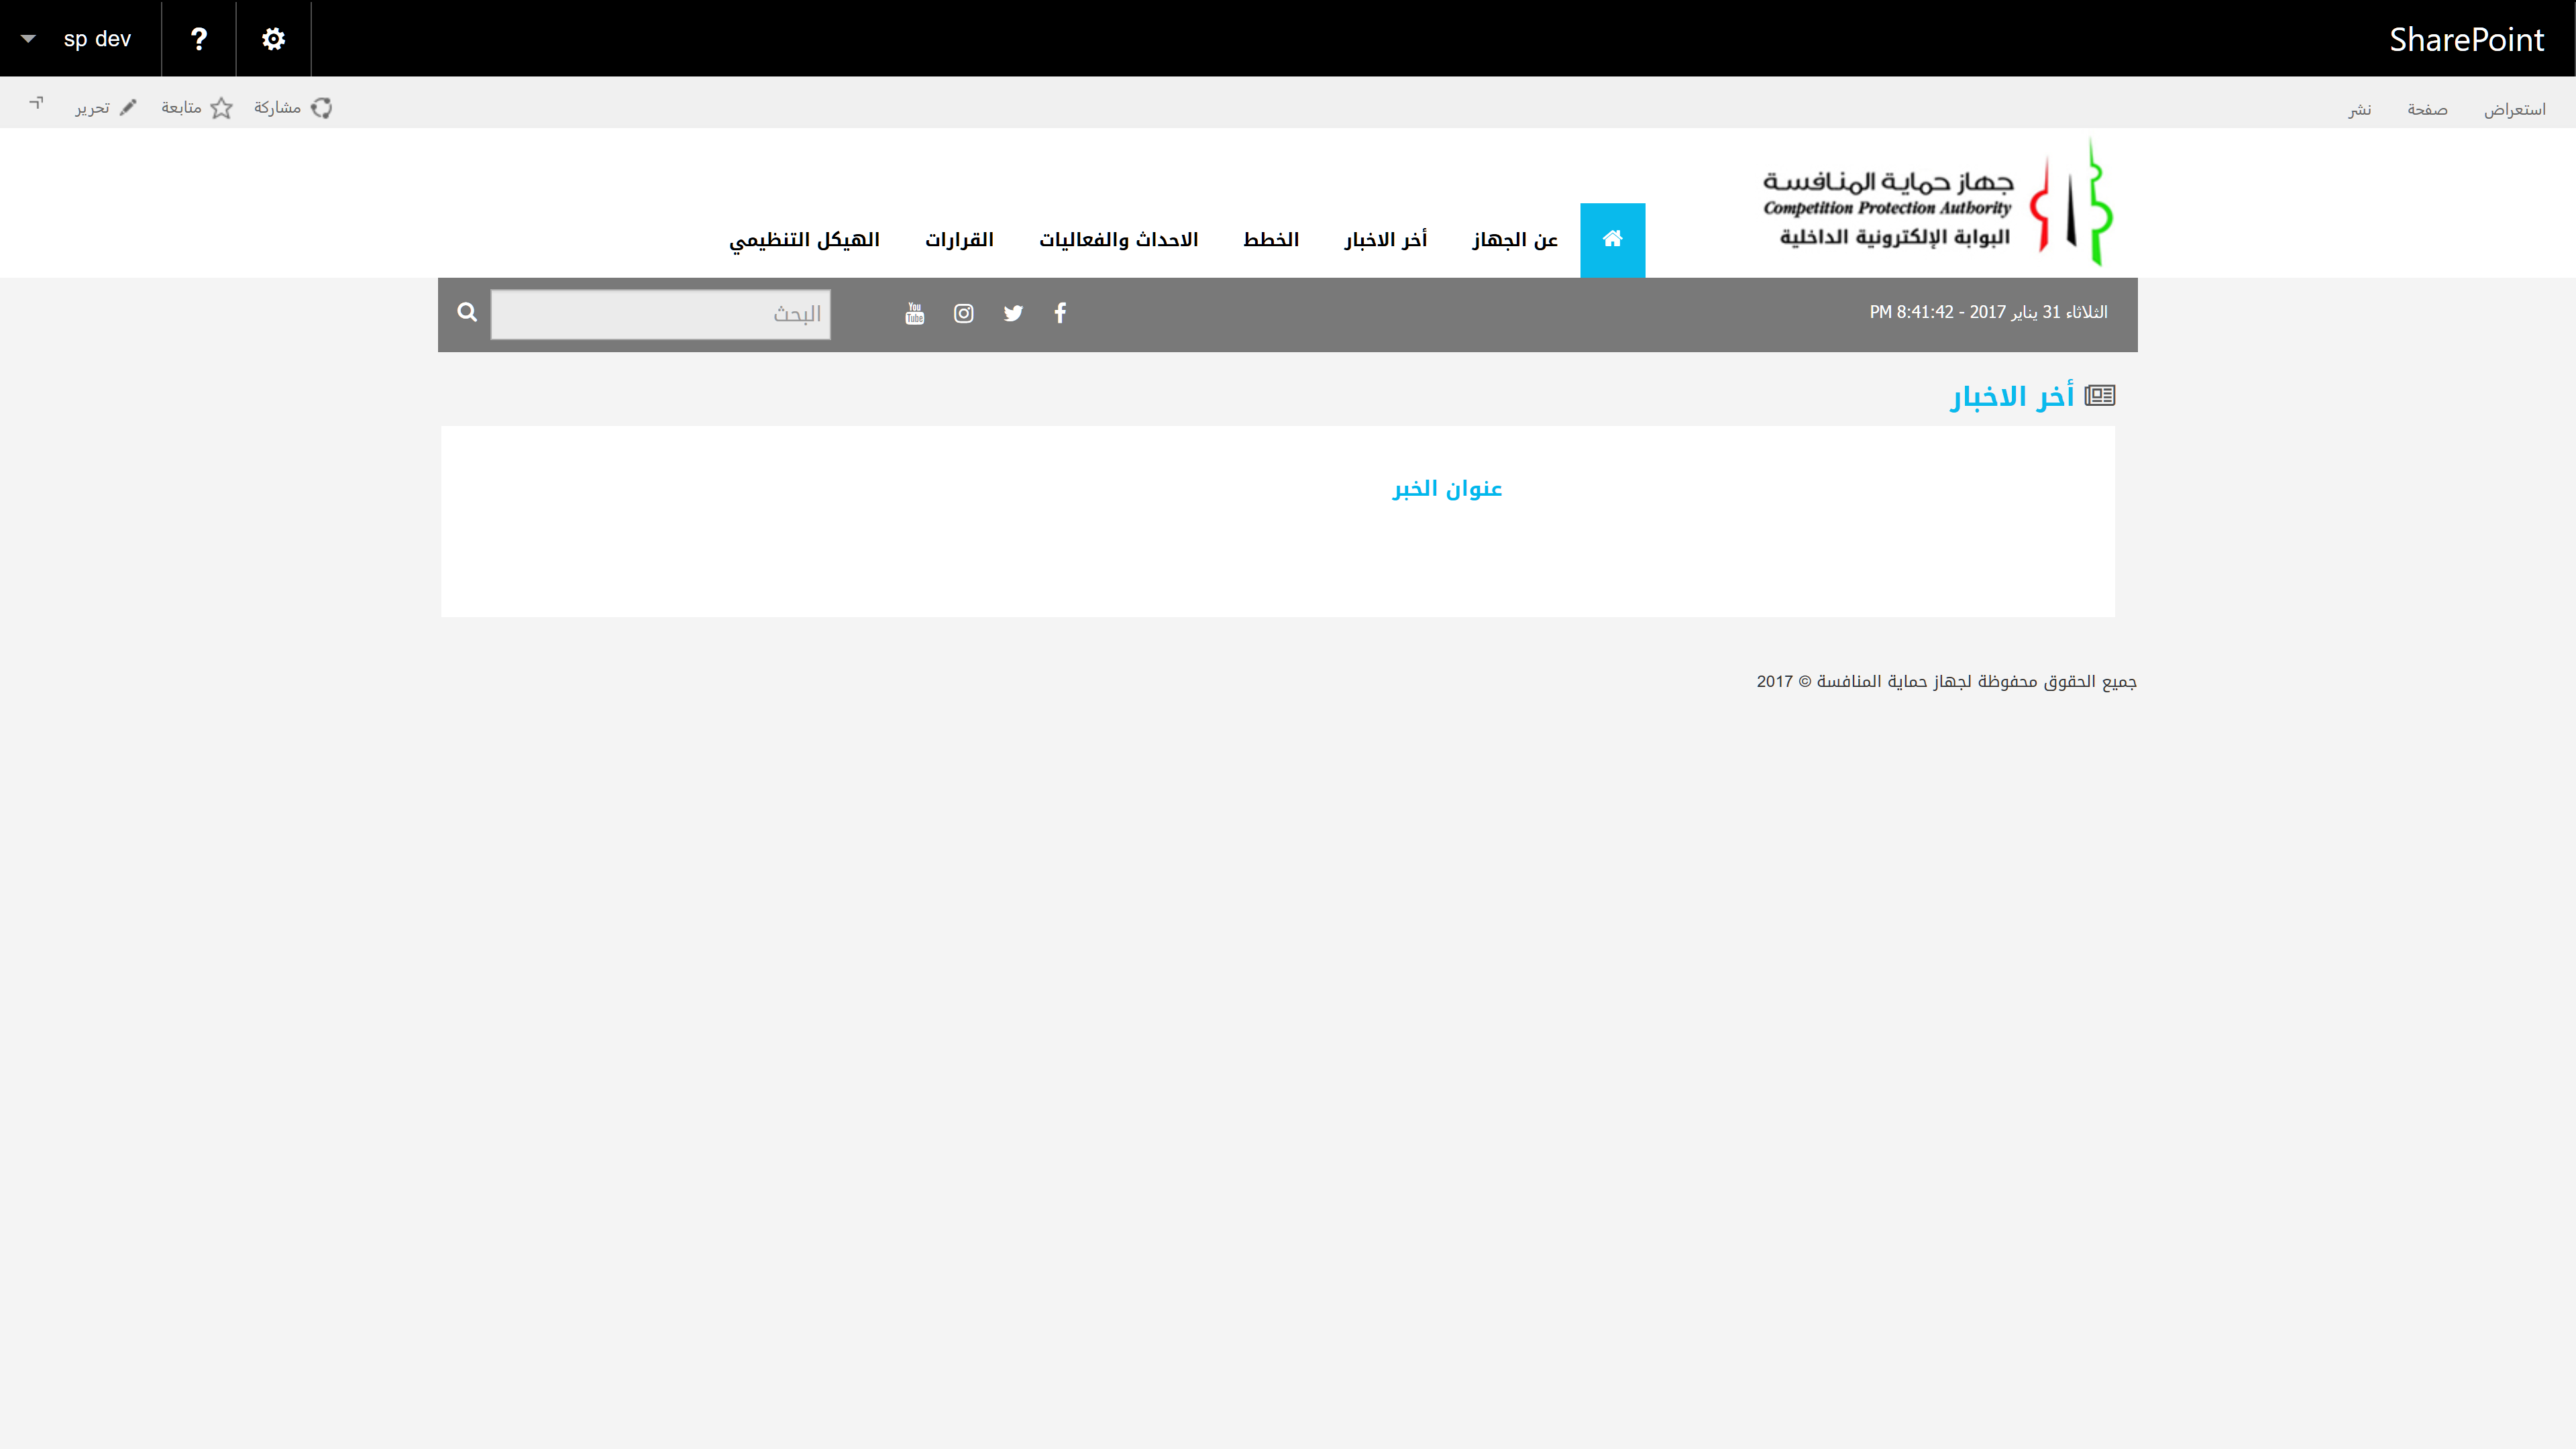 SharePoint
sp dev
استعراض
صفحة
نشر
مشاركة
متابعة
تحرير
جهاز حماية المنافسة
Competition Protection Authority
البوابة الإلكترونية الداخلية
عن الجهاز
أخر الاخبار
الخطط
الاحداث والفعاليات
القرارات
الهيكل التنظيمي
الثلاثاء 31 يناير 2017 - 8:41:42 PM
You Tube
البحث
أخر الاخبار
عنوان الخبر
جميع الحقوق محفوظة لجهاز حماية المنافسة © 2017